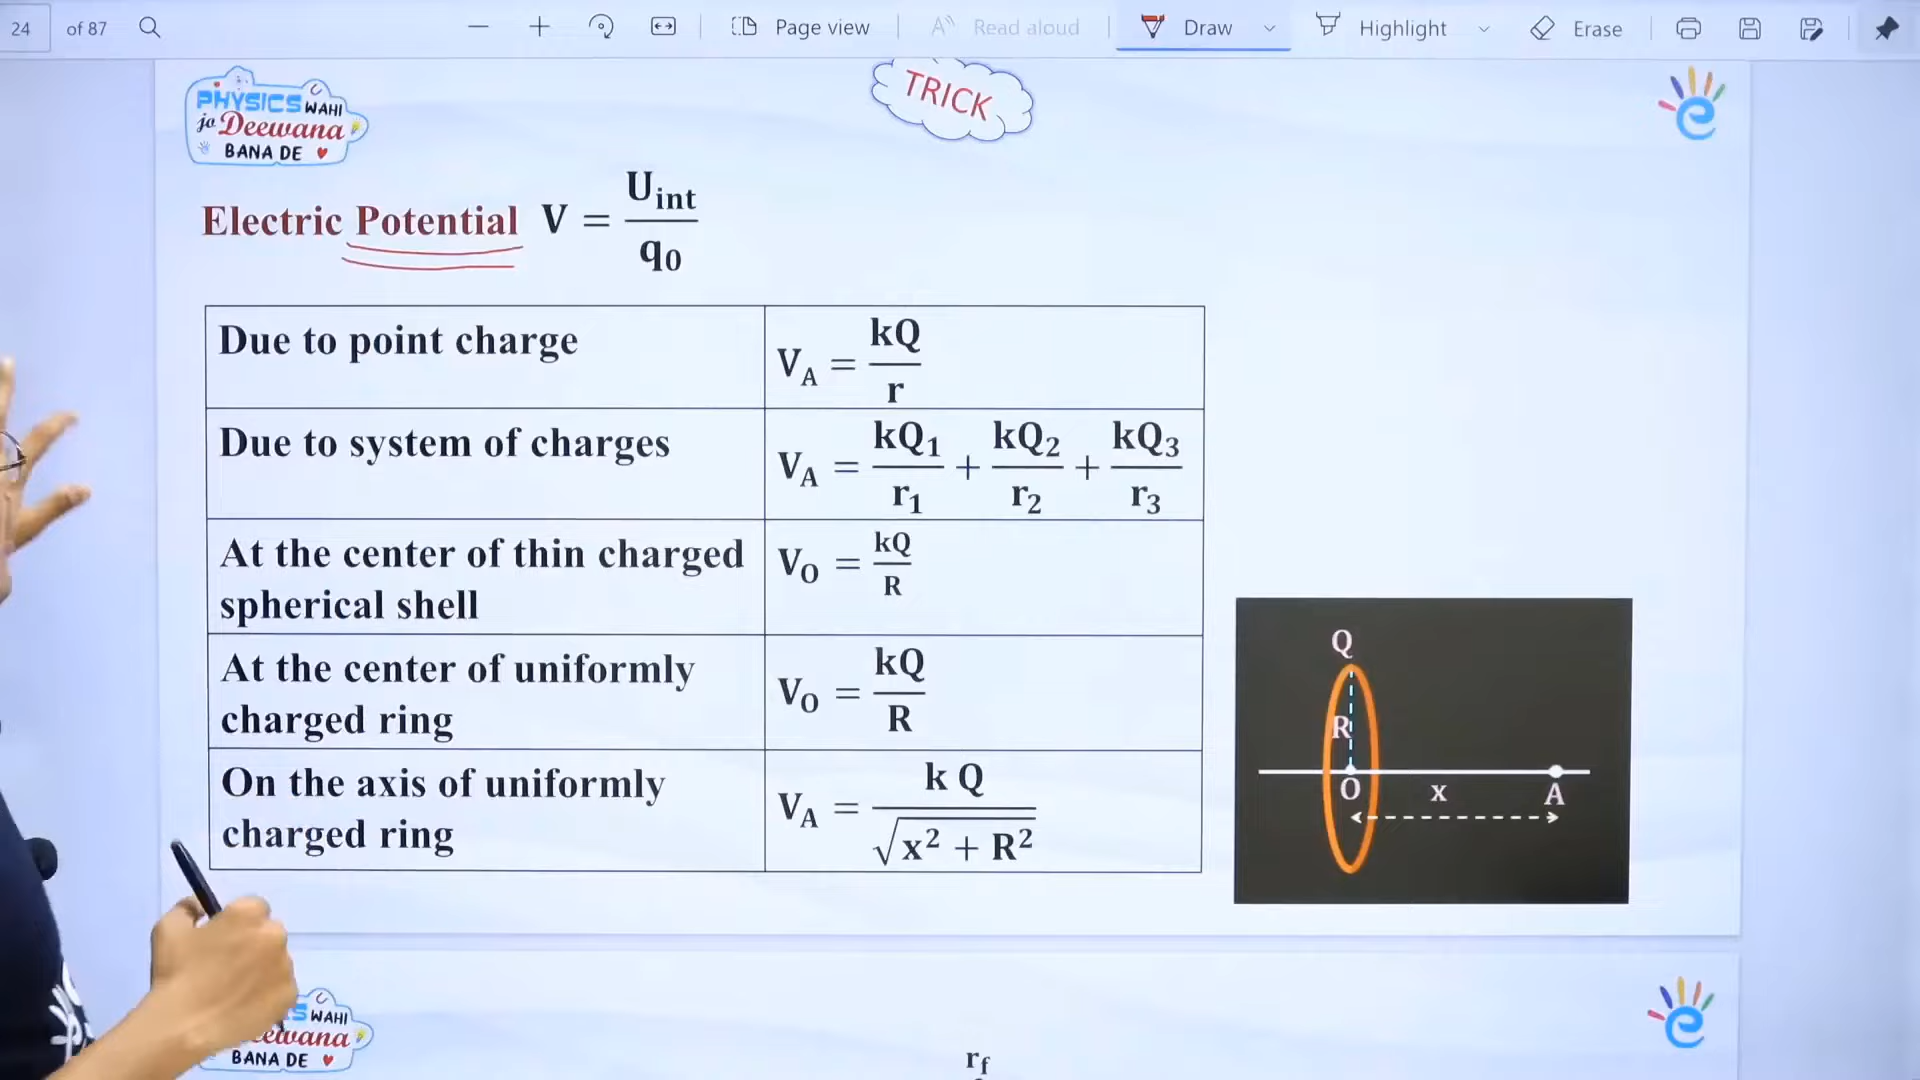 24 of 87 Page view Read aloud Draw Highlight Erase
PHYSICS WAHI
jo Deewana
BANA DE
TRICK
e
Electric Potential V = U_int / q_0
Due to point charge V_A = kQ / r
Due to system of charges V_A = kQ_1 / r_1 + kQ_2 / r_2 + kQ_3 / r_3
At the center of thin charged spherical shell V_O = kQ / R
At the center of uniformly charged ring V_O = kQ / R
On the axis of uniformly charged ring V_A = k Q / √(x² + R²)
Q
R
O x A
WAHI
BANA DE
e
r_f